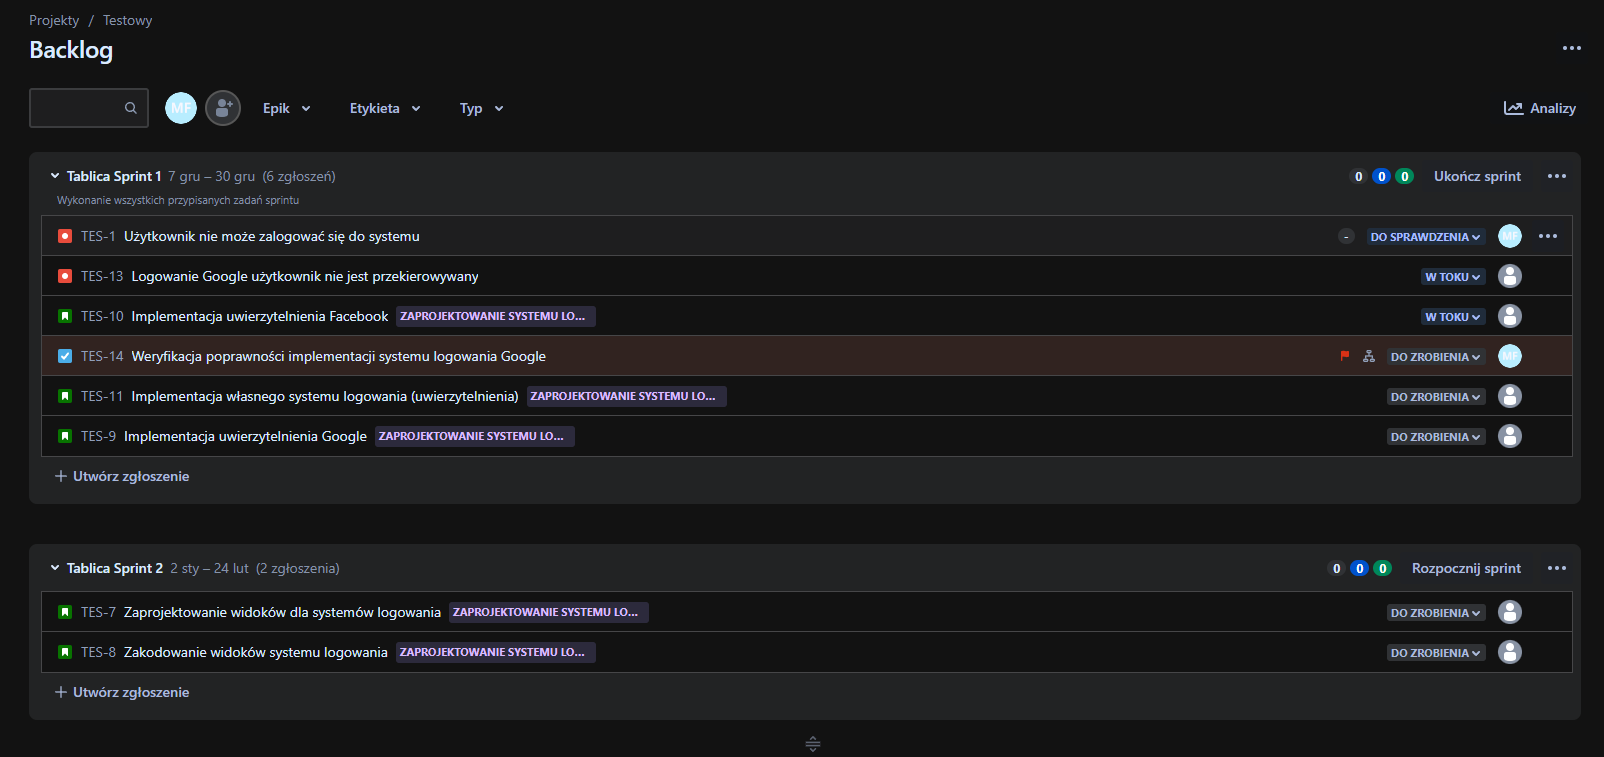 Projekty / Testowy
Backlog
MF Epik Etykieta Typ Analizy
Tablica Sprint 1 7 gru – 30 gru (6 zgłoszeń) 0 0 0 Ukończ sprint
Wykonanie wszystkich przypisanych zadań sprintu
TES-1 Użytkownik nie może zalogować się do systemu - DO SPRAWDZENIA MF
TES-13 Logowanie Google użytkownik nie jest przekierowywany W TOKU
TES-10 Implementacja uwierzytelnienia Facebook ZAPROJEKTOWANIE SYSTEMU LO... W TOKU
TES-14 Weryfikacja poprawności implementacji systemu logowania Google DO ZROBIENIA MF
TES-11 Implementacja własnego systemu logowania (uwierzytelnienia) ZAPROJEKTOWANIE SYSTEMU LO... DO ZROBIENIA
TES-9 Implementacja uwierzytelnienia Google ZAPROJEKTOWANIE SYSTEMU LO... DO ZROBIENIA
+ Utwórz zgłoszenie
Tablica Sprint 2 2 sty – 24 lut (2 zgłoszenia) 0 0 0 Rozpocznij sprint
TES-7 Zaprojektowanie widoków dla systemów logowania ZAPROJEKTOWANIE SYSTEMU LO... DO ZROBIENIA
TES-8 Zakodowanie widoków systemu logowania ZAPROJEKTOWANIE SYSTEMU LO... DO ZROBIENIA
+ Utwórz zgłoszenie